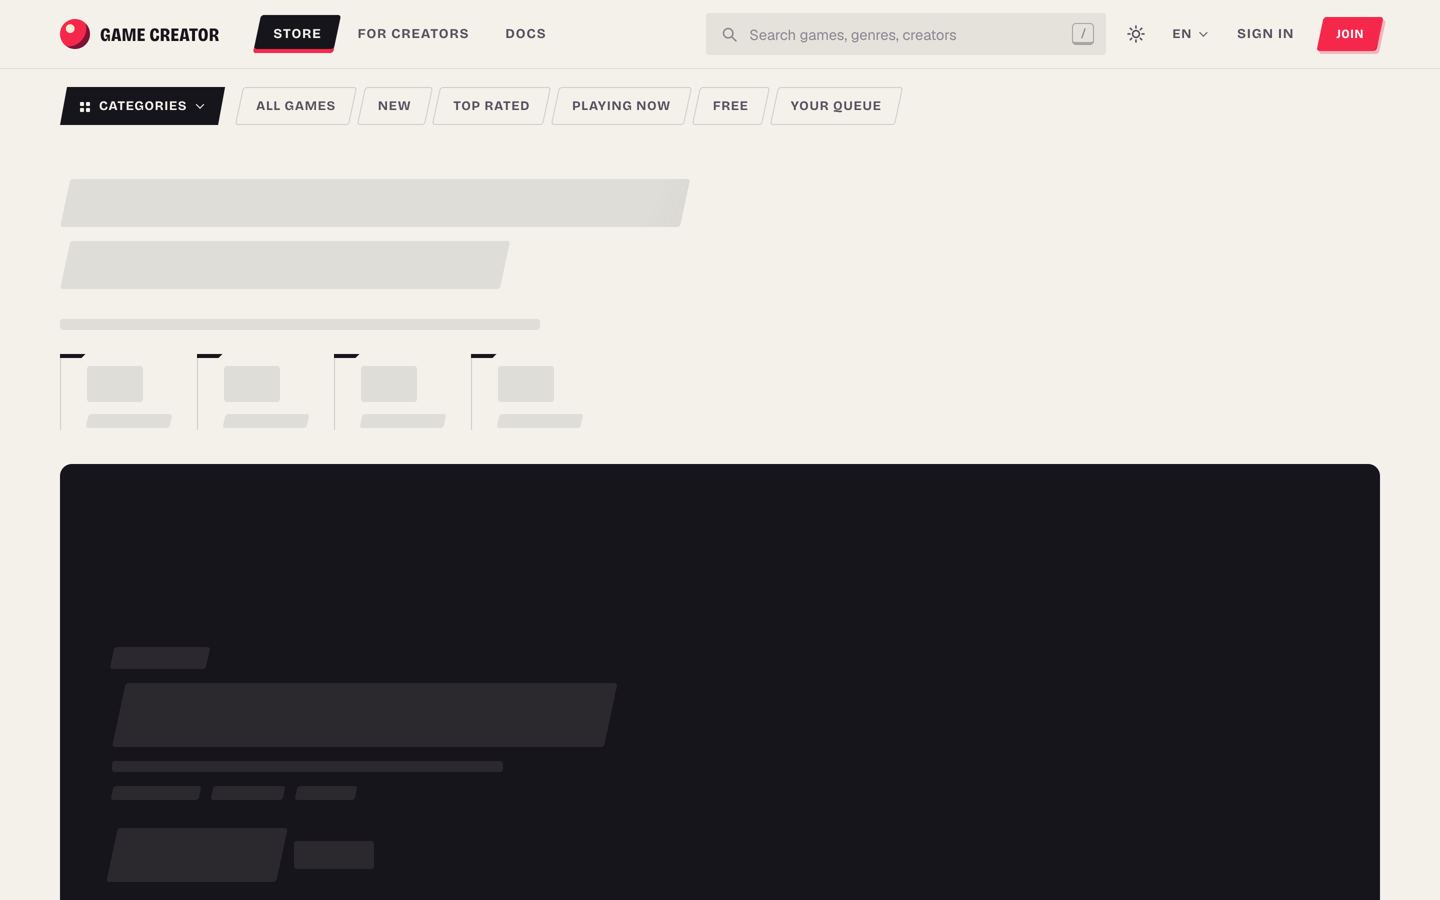 GAME CREATOR
STORE
FOR CREATORS
DOCS
Search games, genres, creators
/
EN
SIGN IN
JOIN
CATEGORIES
ALL GAMES
NEW
TOP RATED
PLAYING NOW
FREE
YOUR QUEUE